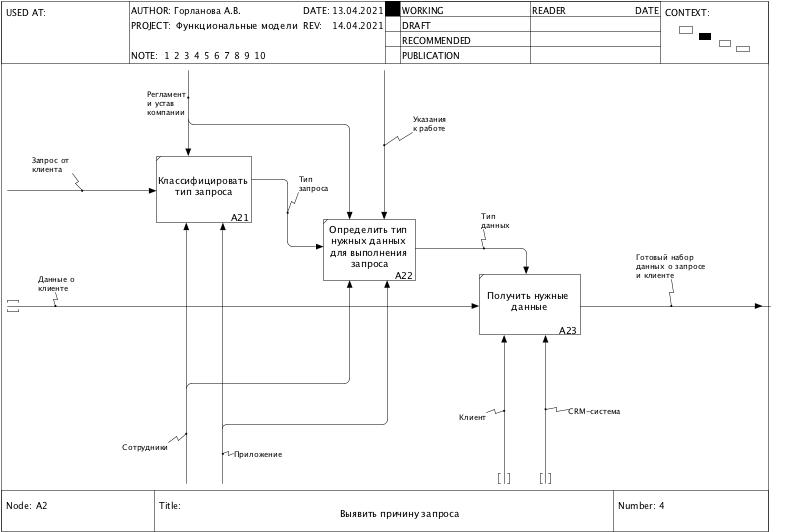 USED AT:
AUTHOR: Горланова А.В.
DATE: 13.04.2021
WORKING
READER
DATE
CONTEXT:
PROJECT: Функциональные модели
REV: 14.04.2021
DRAFT
RECOMMENDED
NOTE: 1 2 3 4 5 6 7 8 9 10
PUBLICATION
Регламент
и устав
компании
Указания
к работе
Запрос от
клиента
Классифицировать
тип запроса
A21
Тип
запроса
Определить тип
нужных данных
для выполнения
запроса
A22
Тип
данных
Готовый набор
данных о запросе
и клиенте
Данные о
клиенте
Получить нужные
данные
A23
Клиент
CRM-система
Сотрудники
Приложение
Node: A2
Title:
Выявить причину запроса
Number: 4